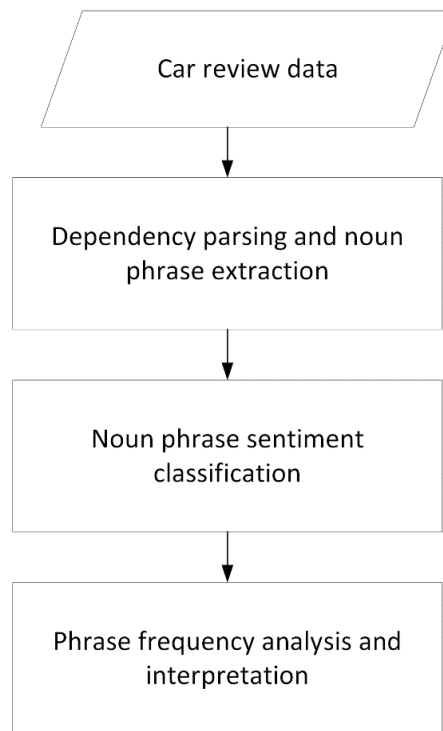 Car review data
Dependency parsing and noun
phrase extraction
Noun phrase sentiment
classification
Phrase frequency analysis and
interpretation